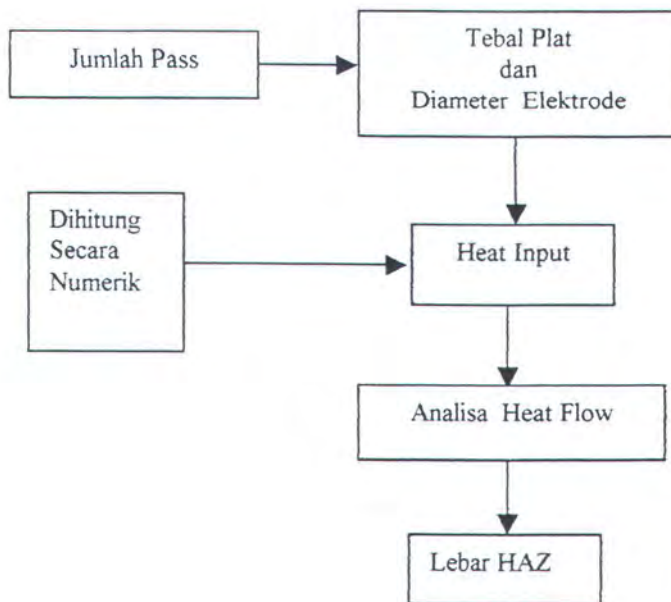 Jumlah Pass
Tebal Plat
dan
Diameter Elektrode
Dihitung
Secara
Numerik
Heat Input
Analisa Heat Flow
Lebar HAZ